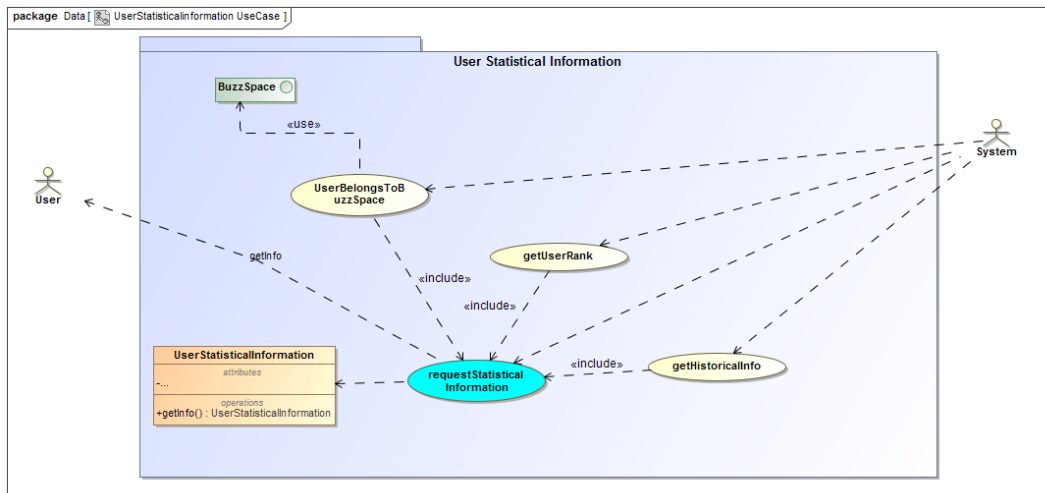 package Data [ UserStatisticalinformation UseCase ]
User Statistical Information
BuzzSpace
«use»
System
User
UserBelongsToB
uzzSpace
getInfo
getUserRank
«include»
«include»
UserStatisticalInformation
attributes
-...
operations
+getInfo() : UserStatisticalInformation
requestStatistical
Information
«include»
getHistoricalInfo